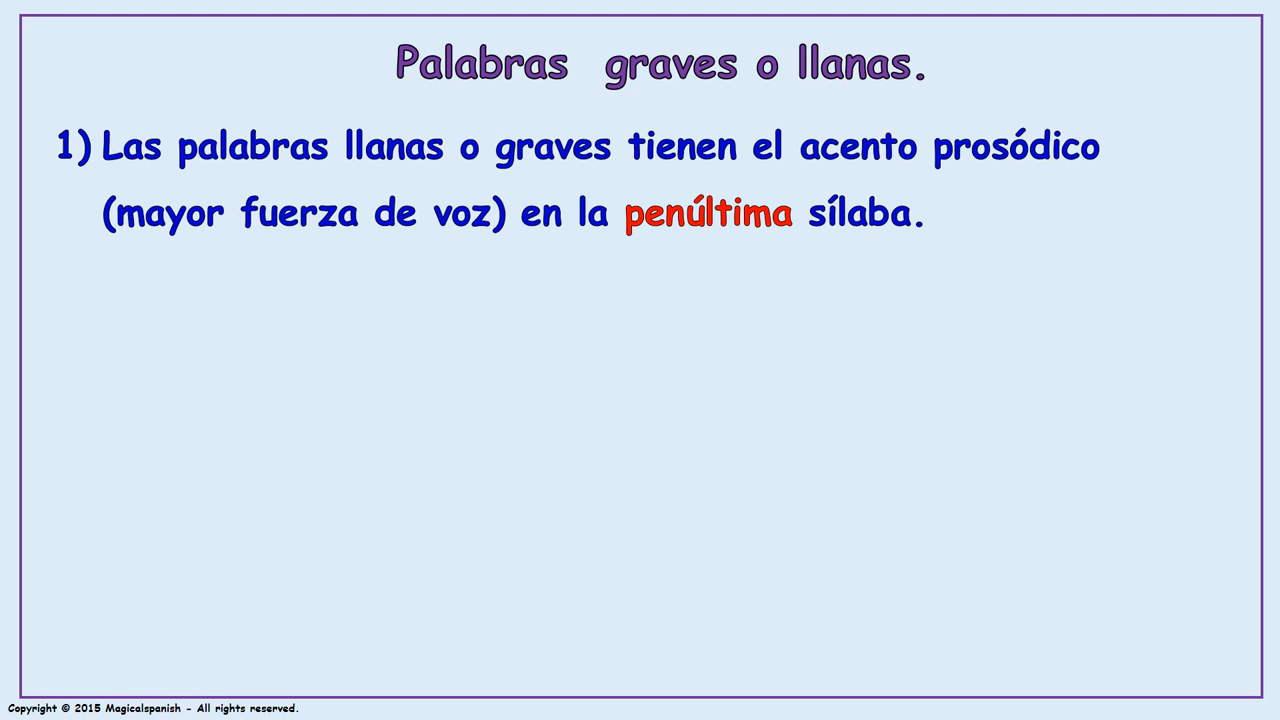 Palabras graves o llanas.
1) Las palabras llanas o graves tienen el acento prosódico
(mayor fuerza de voz) en la penúltima sílaba.
Copyright © 2015 Magicalspanish - All rights reserved.